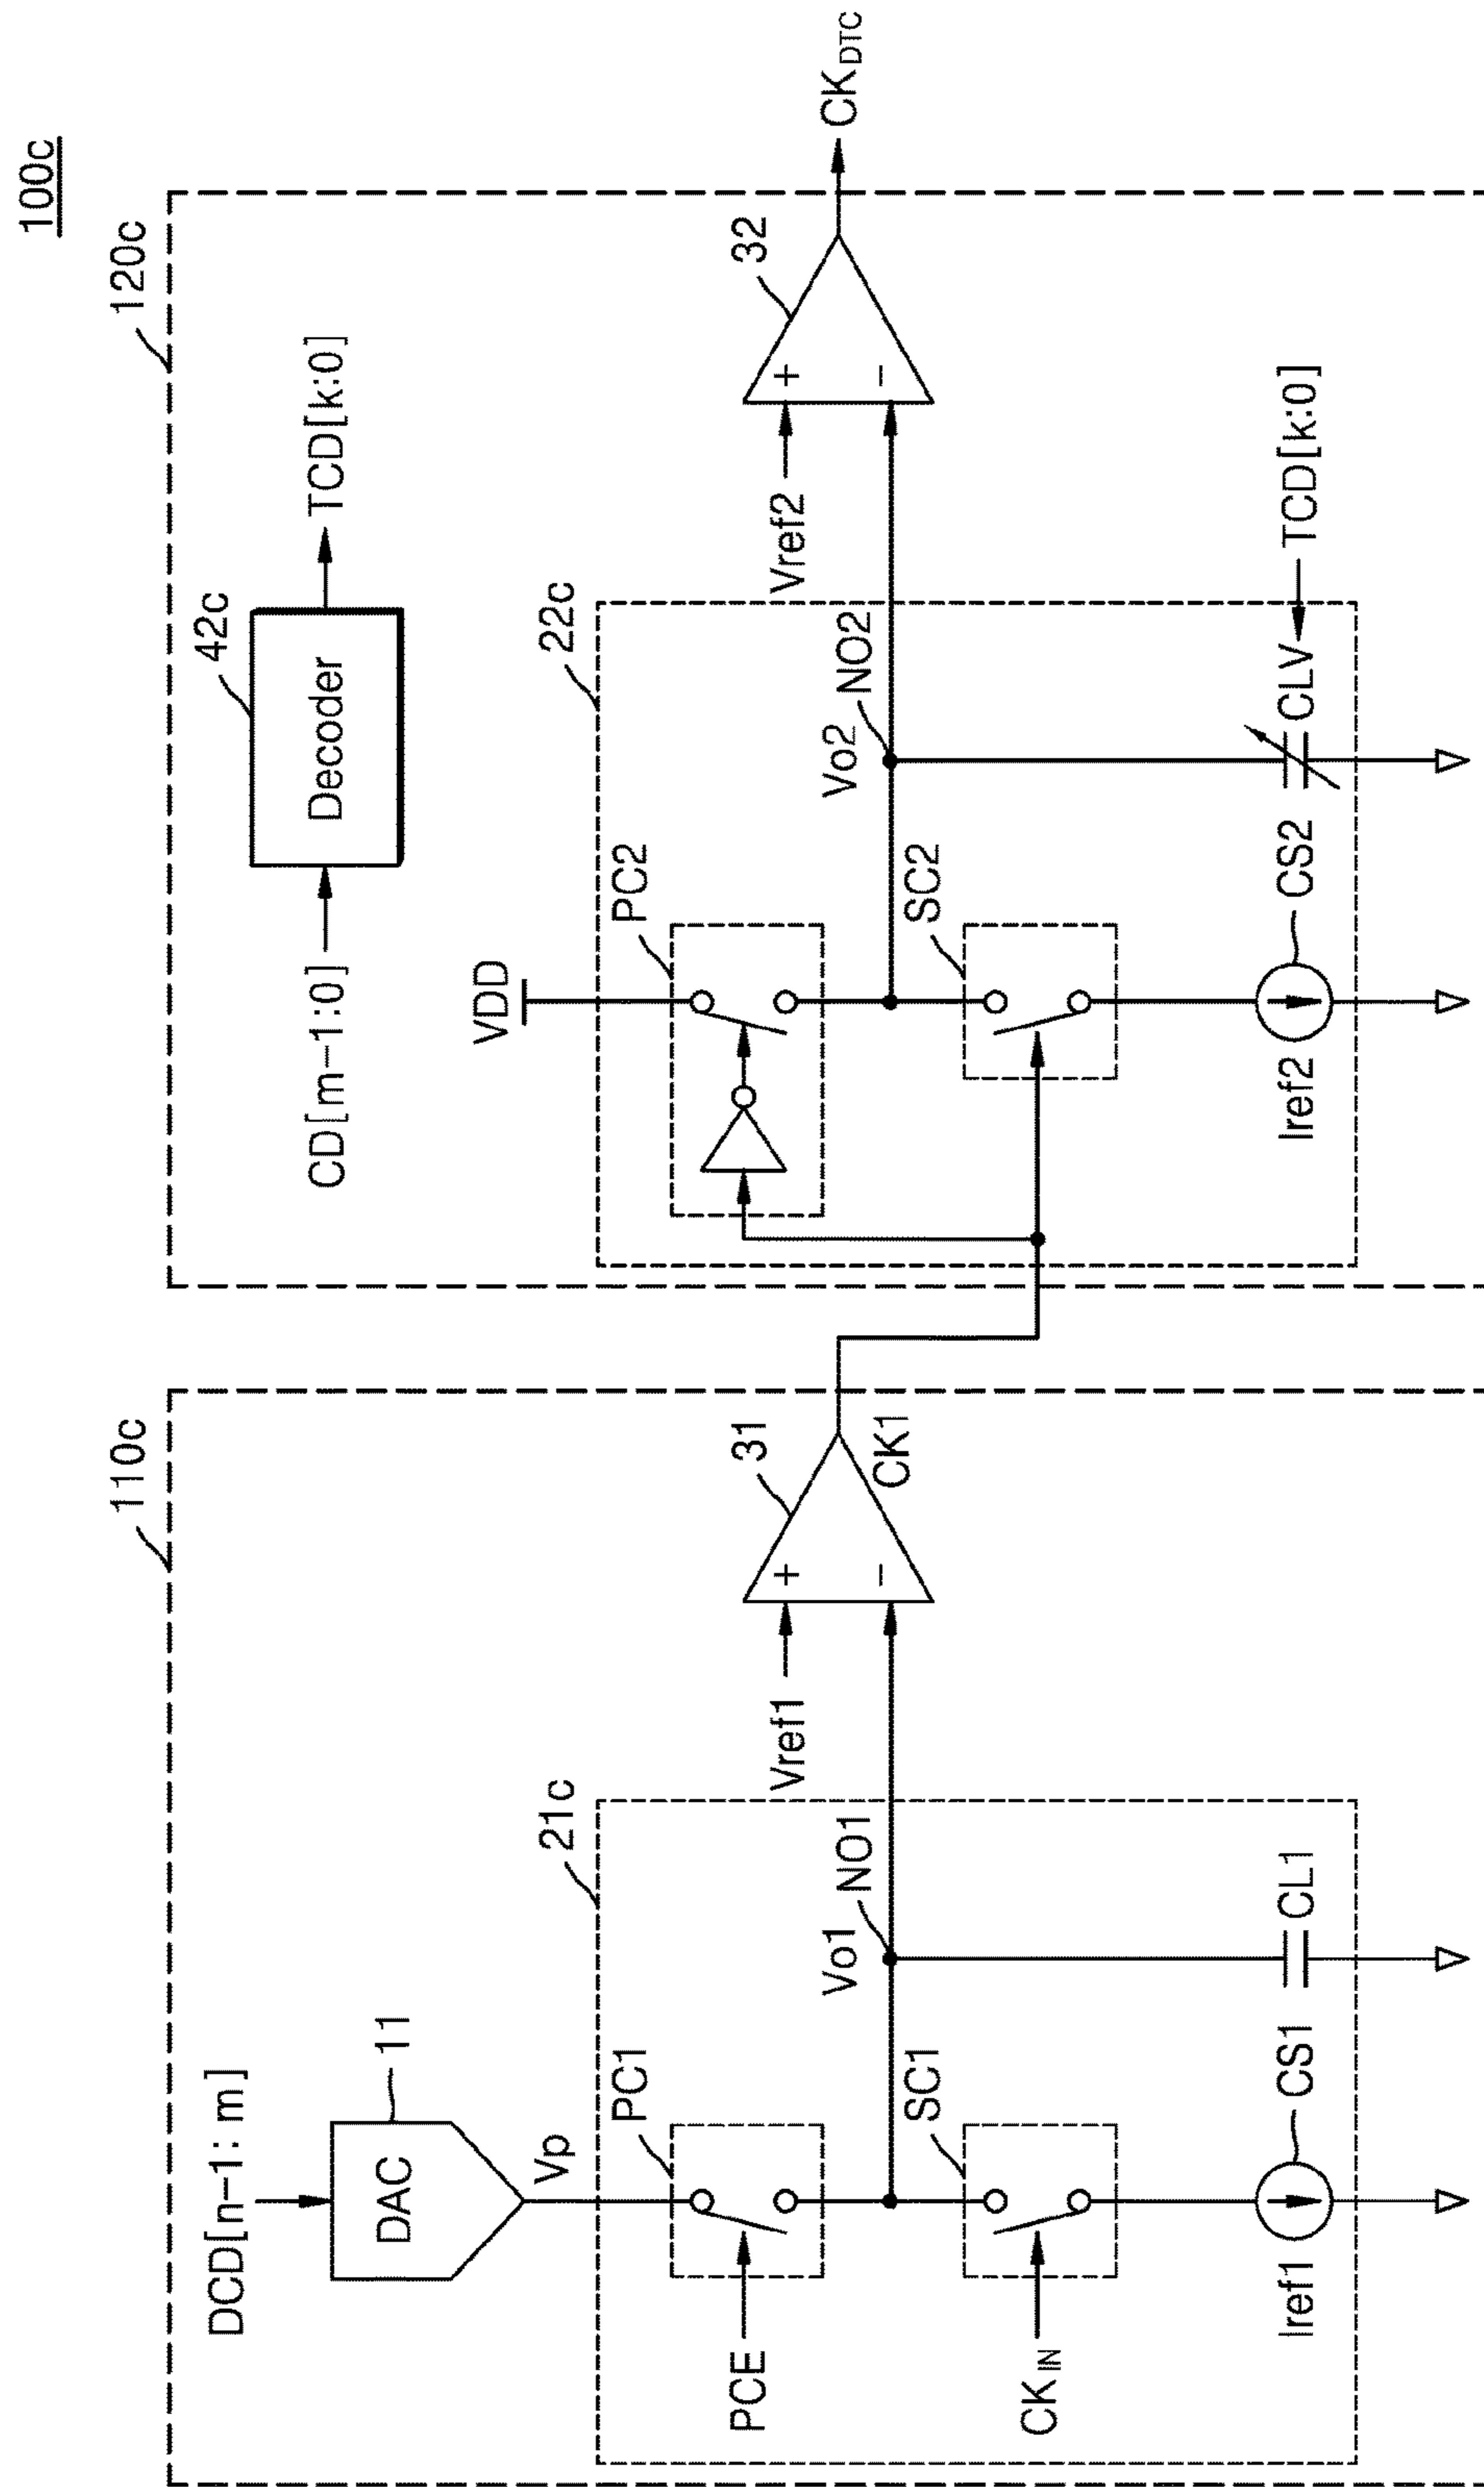 100c
110c
DCD[n-1: m]
DAC
11
Vp
21c
PC1
PCE
Vo1
NO1
SC1
CK_IN
Iref1
CS1
CL1
Vref1
+
-
31
CK1
120c
CD[m-1:0]
Decoder
42c
TCD[k:0]
22c
VDD
PC2
Vo2
NO2
SC2
Iref2
CS2
CLV
TCD[k:0]
Vref2
+
-
32
CK_DTC